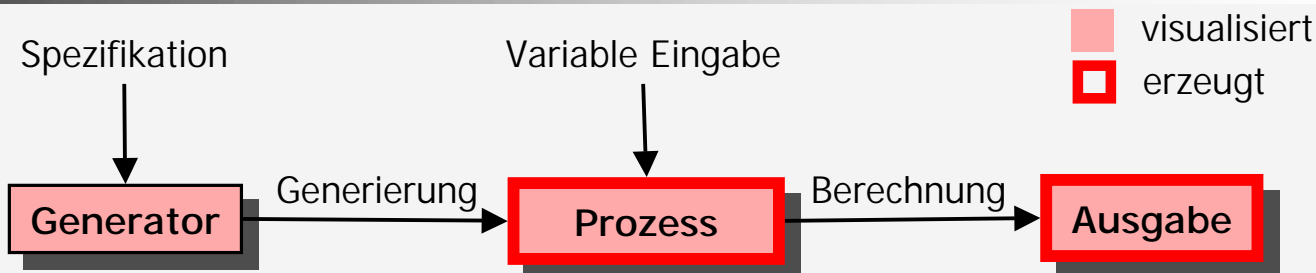 visualisiert
Spezifikation
Variable Eingabe
erzeugt
Generierung
Berechnung
Generator
Prozess
Ausgabe